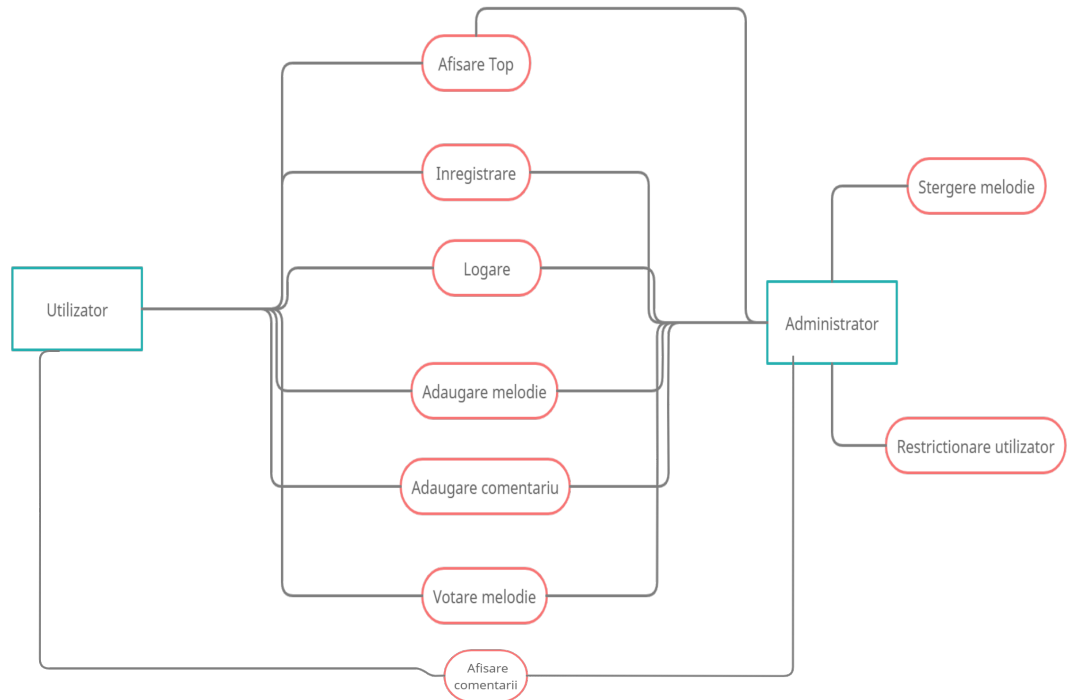 Afisare Top
Inregistrare
Stergere melodie
Logare
Utilizator
Administrator
Adaugare melodie
Restrictionare utilizator
Adaugare comentariu
Votare melodie
Afisare
comentarii